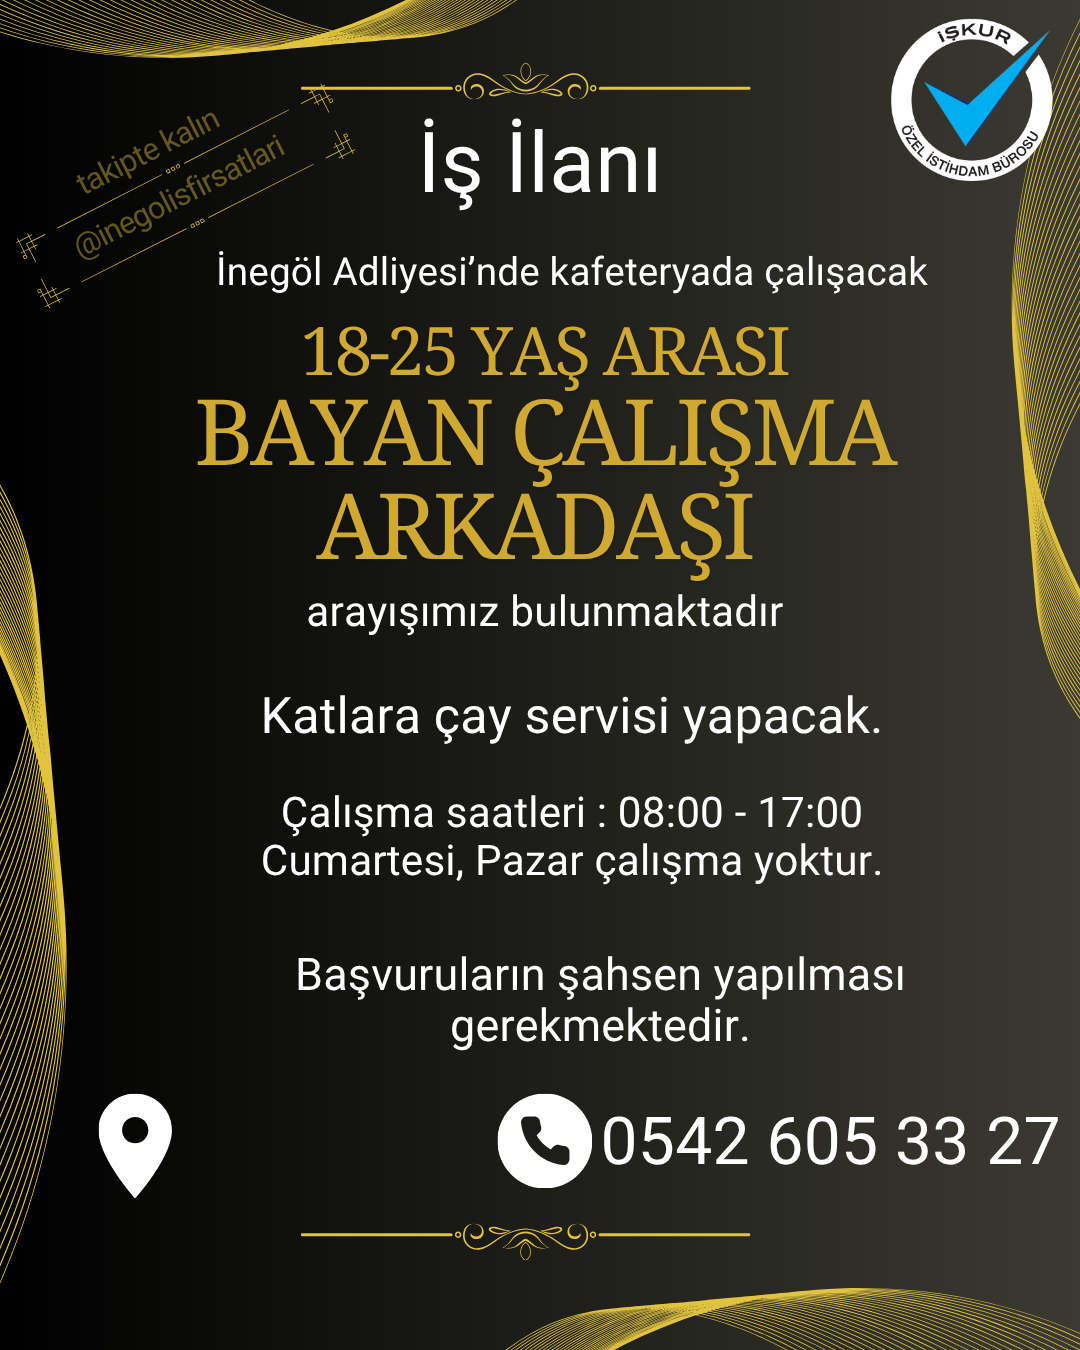 İŞKUR
ÖZEL İSTİHDAM BÜROSU
takipte kalın
@inegolisfirsatlari
İş İlanı
İnegöl Adliyesi’nde kafeteryada çalışacak
18-25 YAŞ ARASI
BAYAN ÇALIŞMA
ARKADAŞI
arayışımız bulunmaktadır
Katlara çay servisi yapacak.
Çalışma saatleri : 08:00 - 17:00
Cumartesi, Pazar çalışma yoktur.
Başvuruların şahsen yapılması
gerekmektedir.
0542 605 33 27